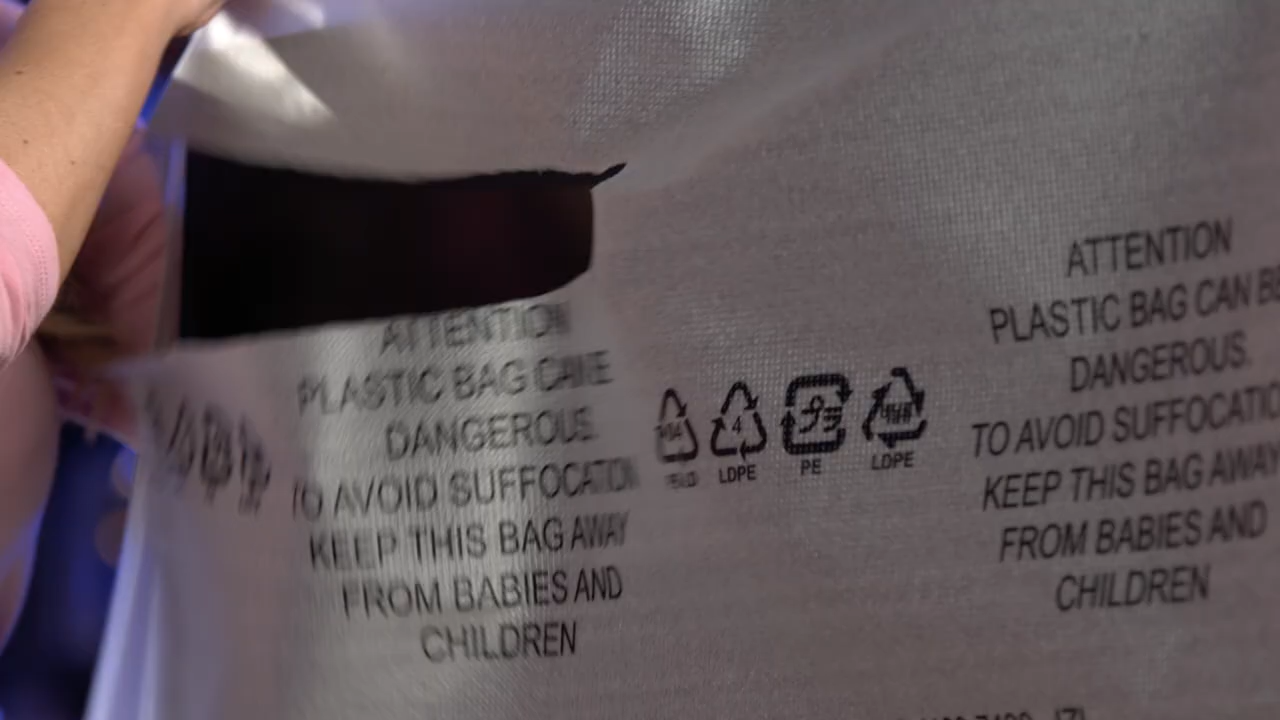 ATTENTION
PLASTIC BAG CAN BE
DANGEROUS.
TO AVOID SUFFOCATION
KEEP THIS BAG AWAY
FROM BABIES AND
CHILDREN
4
LDPE
PE
LDPE
ATTENTION
PLASTIC BAG CAN BE
DANGEROUS.
TO AVOID
KEEP THIS BAG AWAY
FROM BABIES AND
CHILDREN